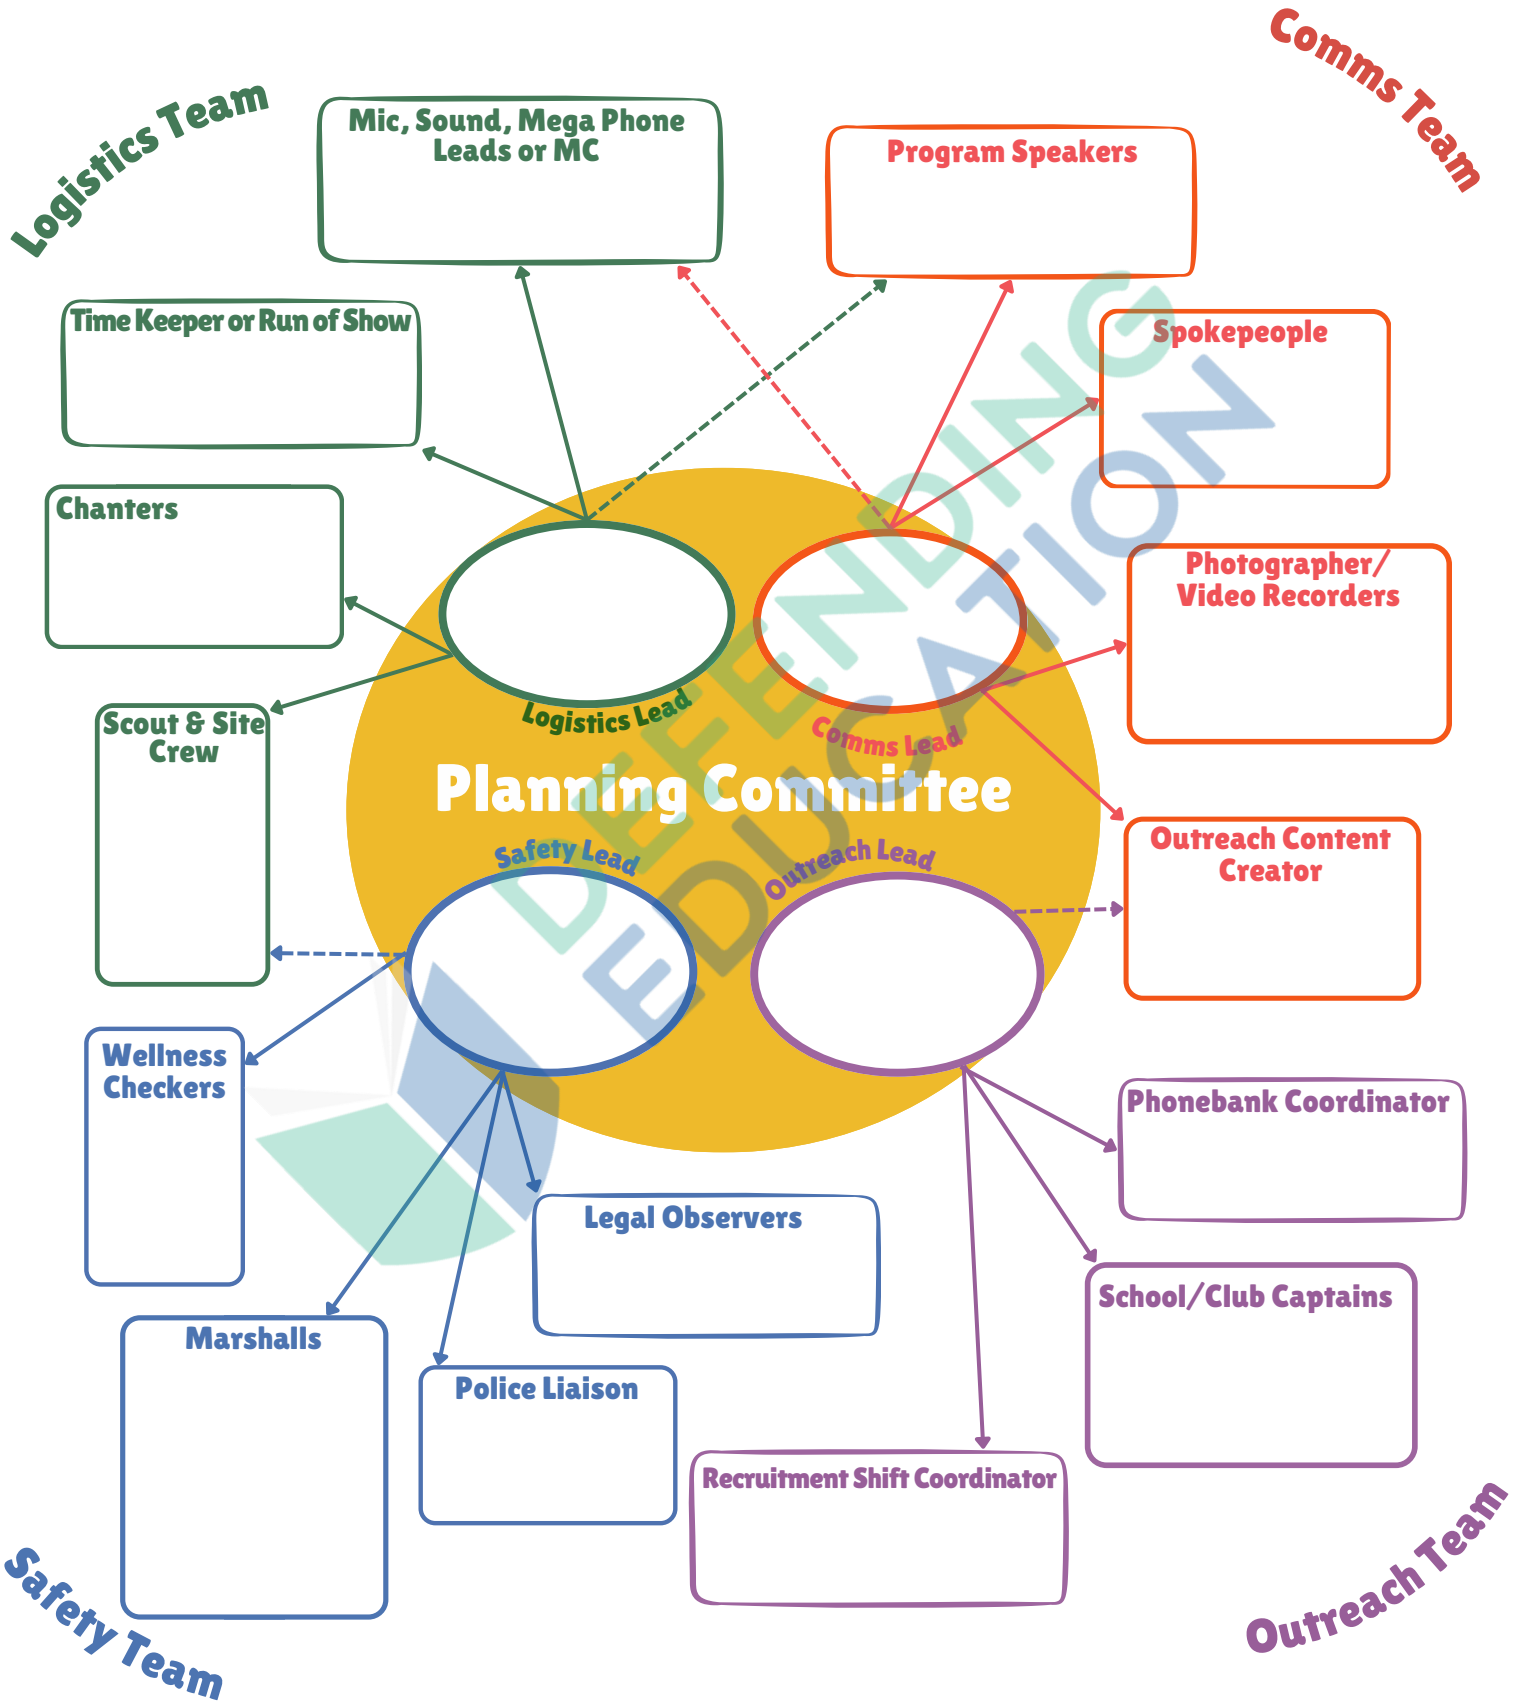 Logistics Team
Comms Team
Mic, Sound, Mega Phone
Leads or MC
Program Speakers
Time Keeper or Run of Show
Spokepeople
Chanters
Photographer/
Video Recorders
Scout & Site
Crew
Logistics Lead
Comms Lead
Planning Committee
Safety Lead
Outreach Lead
Outreach Content
Creator
Wellness
Checkers
Phonebank Coordinator
Legal Observers
School/Club Captains
Marshalls
Police Liaison
Recruitment Shift Coordinator
Safety Team
Outreach Team
DEFENDING
EDUCATION